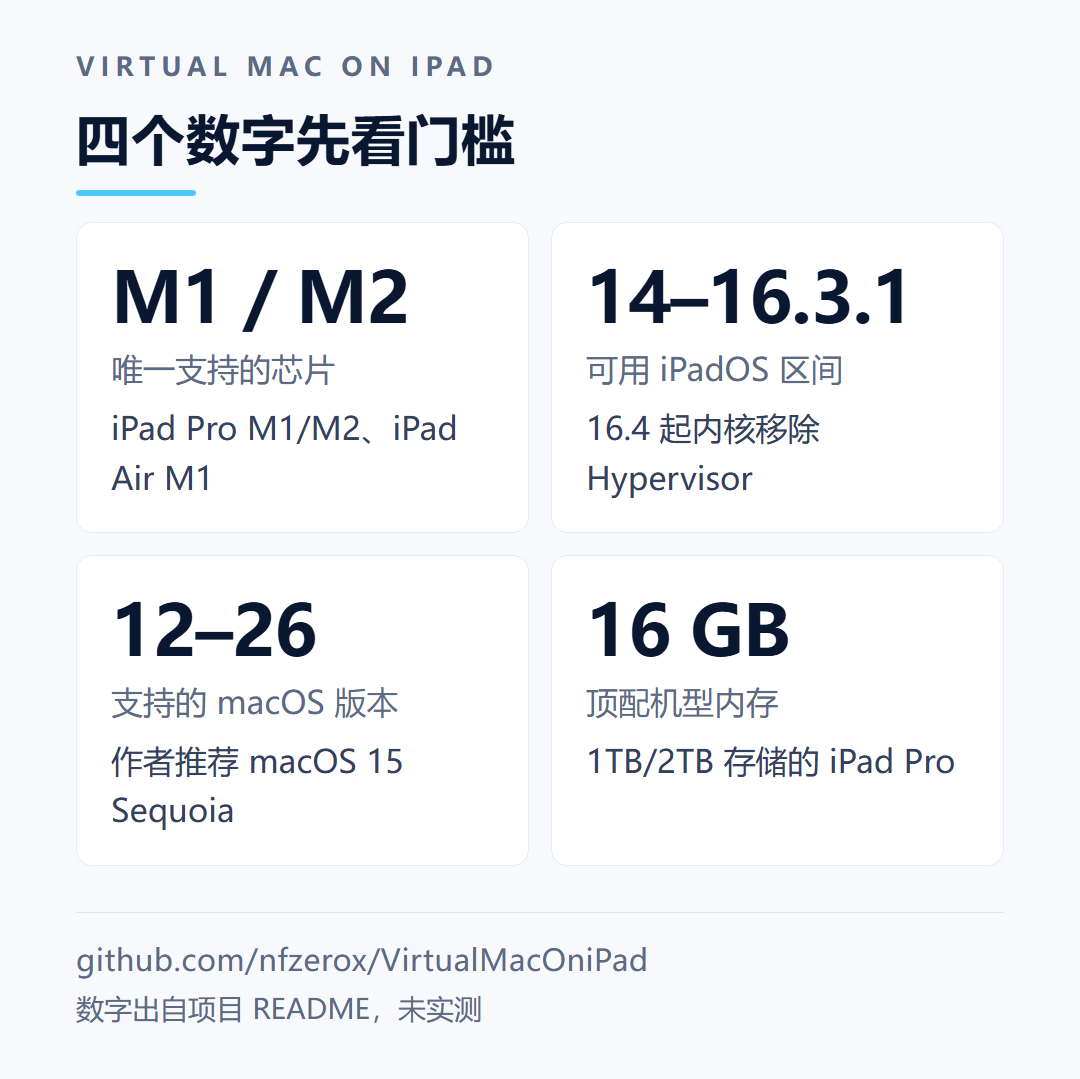 VIRTUAL MAC ON IPAD
四个数字先看门槛
M1 / M2
唯一支持的芯片
iPad Pro M1/M2、iPad
Air M1
14–16.3.1
可用 iPadOS 区间
16.4 起内核移除
Hypervisor
12–26
支持的 macOS 版本
作者推荐 macOS 15
Sequoia
16 GB
顶配机型内存
1TB/2TB 存储的 iPad Pro
github.com/nfzerox/VirtualMacOniPad
数字出自项目 README，未实测